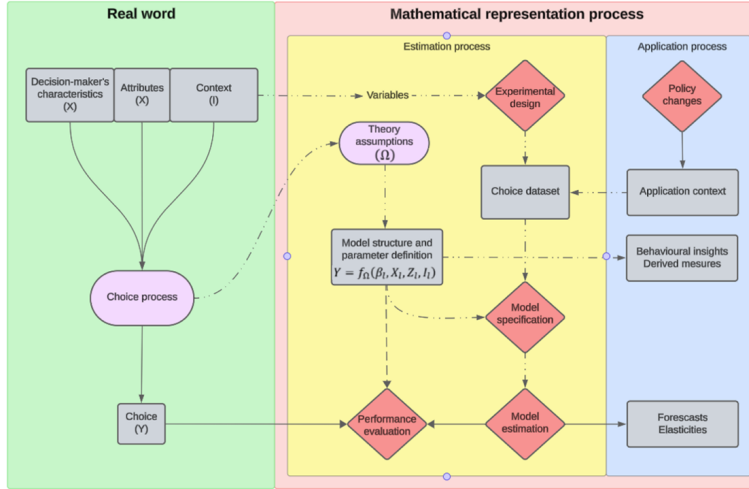 Real word
Mathematical representation process
Estimation process
Application process
Decision-maker's
characteristics
(X)
Attributes
(X)
Context
(I)
Variables
Experimental
design
Policy
changes
Theory
assumptions
(Ω)
Choice dataset
Application context
Model structure and
parameter definition
Y = f_Ω(β_l, X_l, Z_l, I_l)
Behavioural insights
Derived mesures
Choice process
Model
specification
Choice
(Y)
Performance
evaluation
Model
estimation
Forecasts
Elasticities